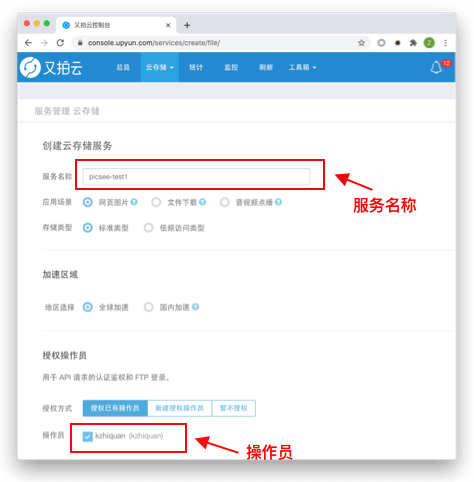 又拍云控制台
console.upyun.com/services/create/file/
Z
又拍云 总览 云存储 统计 监控 刷新 工具箱 12
服务管理 云存储
创建云存储服务
服务名称 picsee-test1
服务名称
应用场景 网页图片 ? 文件下载 ? 音视频点播 ?
存储类型 标准类型 低频访问类型
加速区域
地区选择 全球加速 国内加速 ?
授权操作员
用于 API 请求的认证鉴权和 FTP 登录。
授权方式 授权已有操作员 新建授权操作员 暂不授权
操作员 kzhiquan (kzhiquan)
操作员